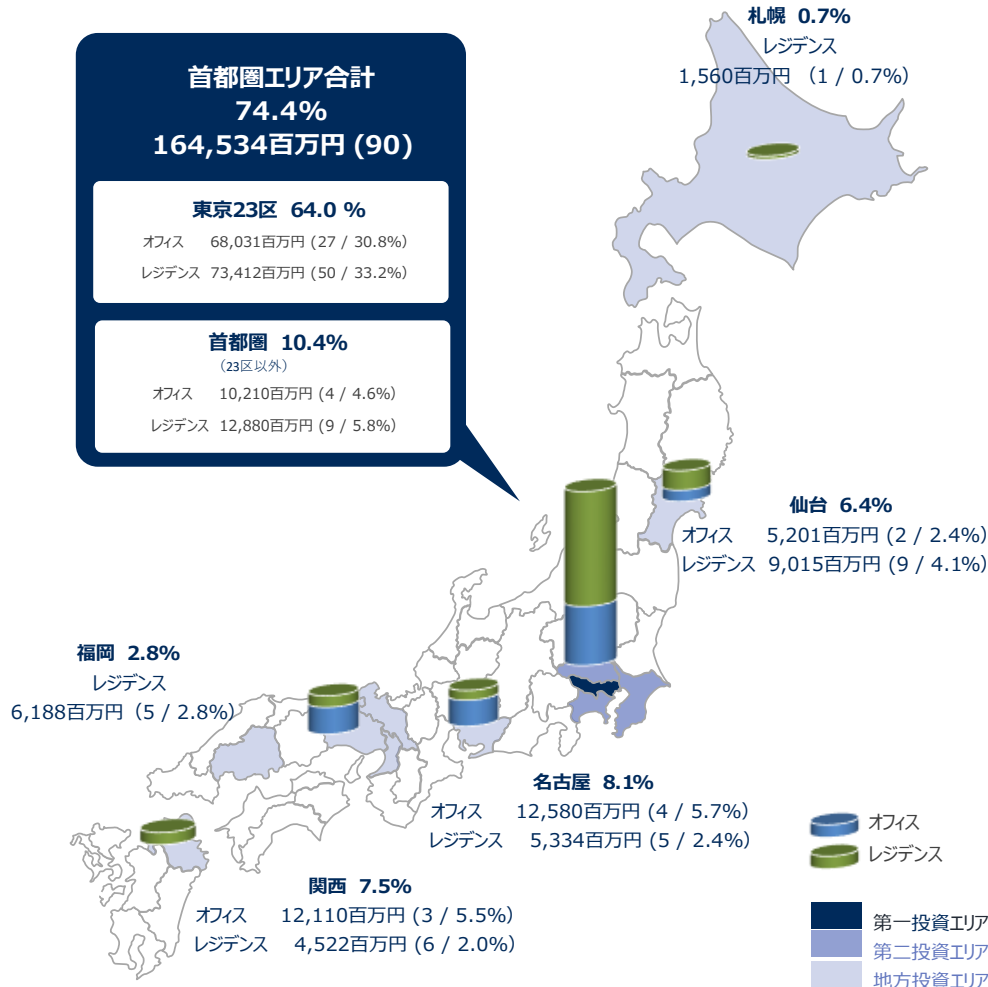 札幌 0.7%
レジデンス
1,560百万円 （1 / 0.7%）
首都圏エリア合計
74.4%
164,534百万円 (90)
東京23区 64.0 %
オフィス 68,031百万円 (27 / 30.8%)
レジデンス 73,412百万円 (50 / 33.2%)
首都圏 10.4%
（23区以外）
オフィス 10,210百万円 (4 / 4.6%)
レジデンス 12,880百万円 (9 / 5.8%)
仙台 6.4%
オフィス 5,201百万円 (2 / 2.4%)
レジデンス 9,015百万円 (9 / 4.1%)
福岡 2.8%
レジデンス
6,188百万円（5 / 2.8%）
名古屋 8.1%
オフィス 12,580百万円 (4 / 5.7%)
レジデンス 5,334百万円 (5 / 2.4%)
関西 7.5%
オフィス 12,110百万円 (3 / 5.5%)
レジデンス 4,522百万円 (6 / 2.0%)
オフィス
レジデンス
第一投資エリア
第二投資エリア
地方投資エリア